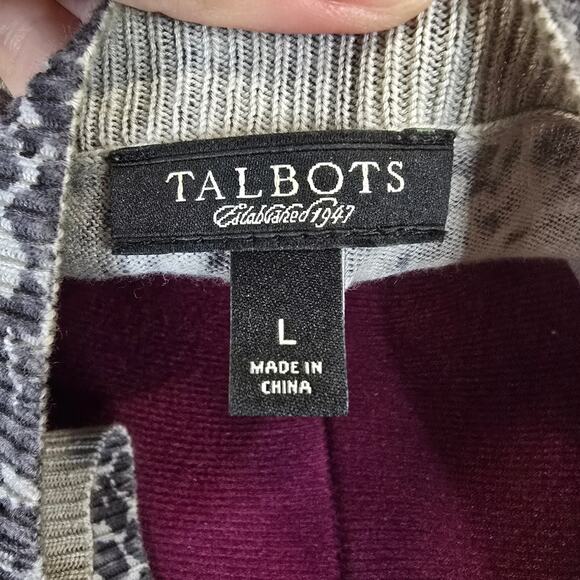 TALBOTS
Established 1947
L
MADE IN
CHINA